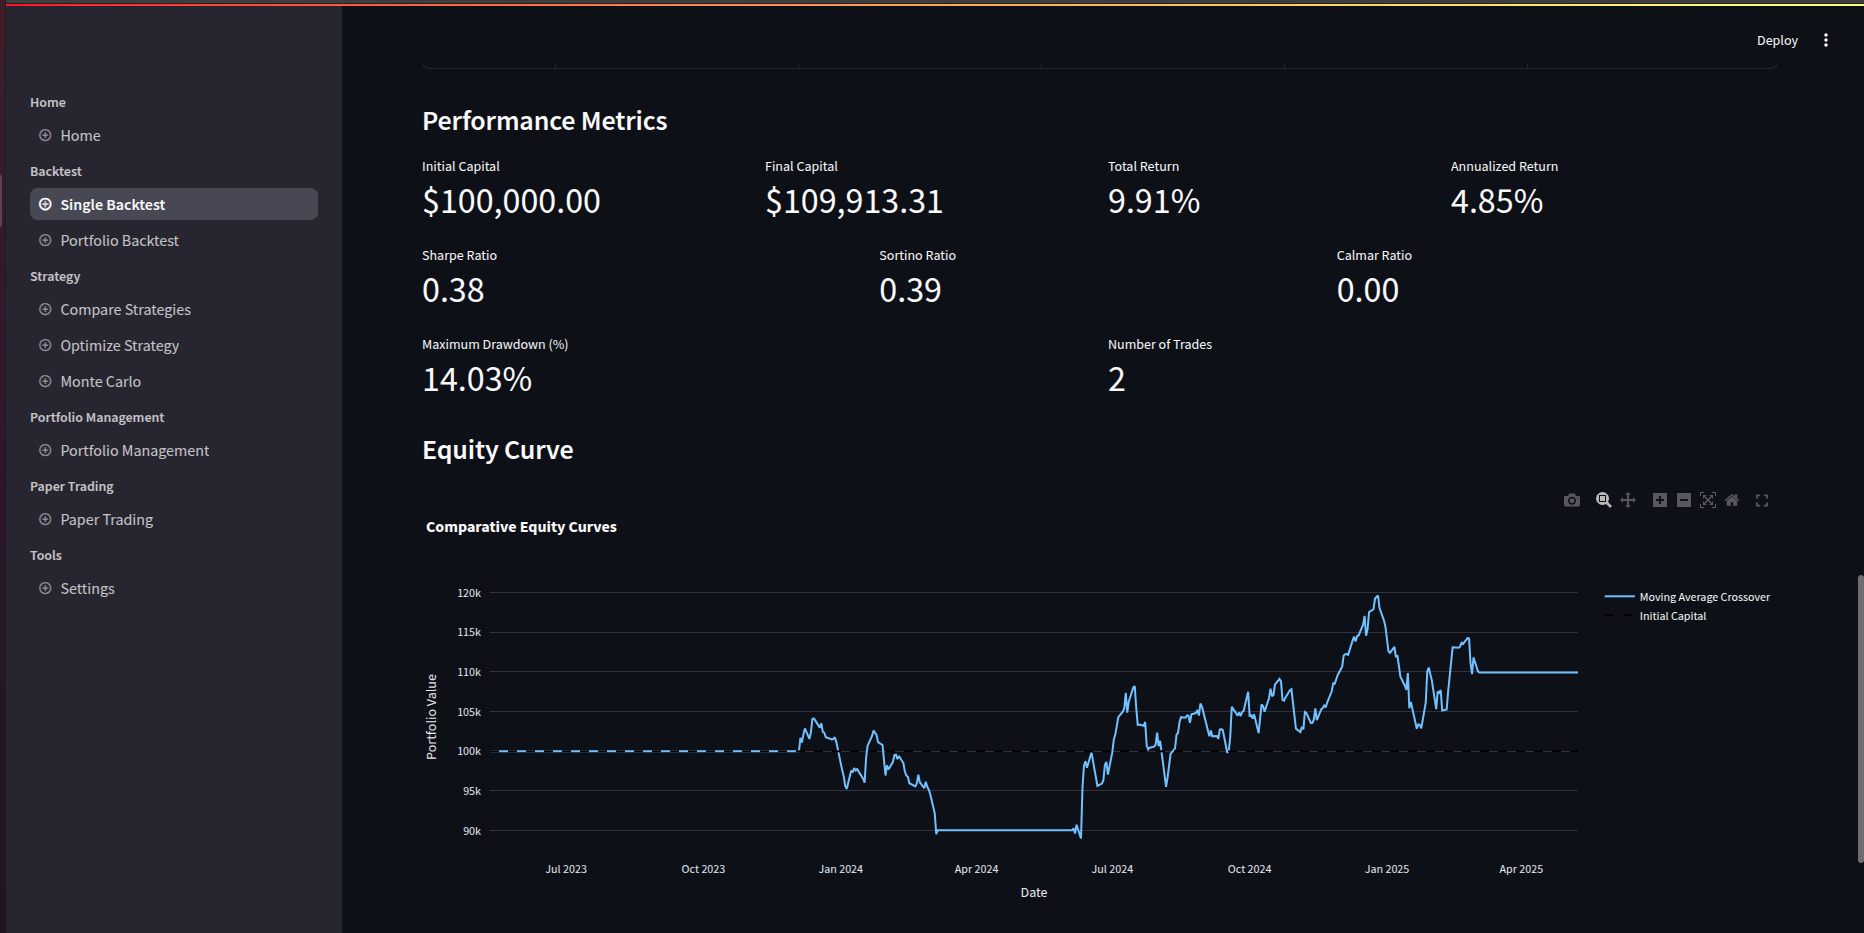 Deploy
Home
Home
Backtest
Single Backtest
Portfolio Backtest
Strategy
Compare Strategies
Optimize Strategy
Monte Carlo
Portfolio Management
Portfolio Management
Paper Trading
Paper Trading
Tools
Settings
Performance Metrics
Initial Capital Final Capital Total Return Annualized Return
$100,000.00 $109,913.31 9.91% 4.85%
Sharpe Ratio Sortino Ratio Calmar Ratio
0.38 0.39 0.00
Maximum Drawdown (%) Number of Trades
14.03% 2
Equity Curve
Comparative Equity Curves
120k
115k
110k
105k
100k
95k
90k
Portfolio Value
Jul 2023 Oct 2023 Jan 2024 Apr 2024 Jul 2024 Oct 2024 Jan 2025 Apr 2025
Date
Moving Average Crossover
Initial Capital